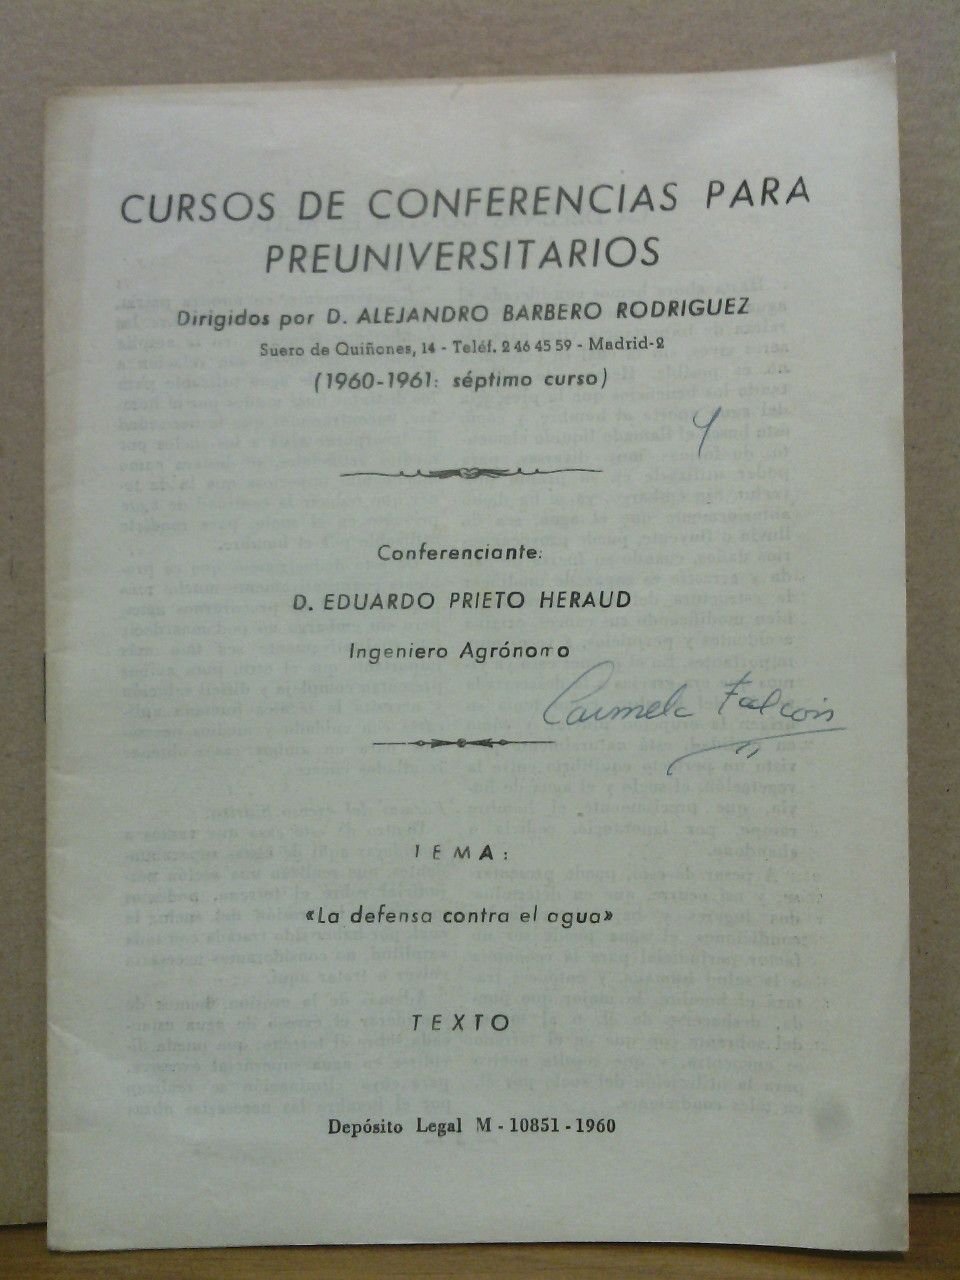 CURSOS DE CONFERENCIAS PARA
PREUNIVERSITARIOS
Dirigidos por D. ALEJANDRO BARBERO RODRIGUEZ
Suero de Quiñones, 14 - Teléf. 2 46 45 59 - Madrid-2
(1960-1961: séptimo curso)
Conferenciante:
D. EDUARDO PRIETO HERAUD
Ingeniero Agrónomo
Carmela Falcón
TEMA:
«La defensa contra el agua»
TEXTO
Depósito Legal M - 10851 - 1960